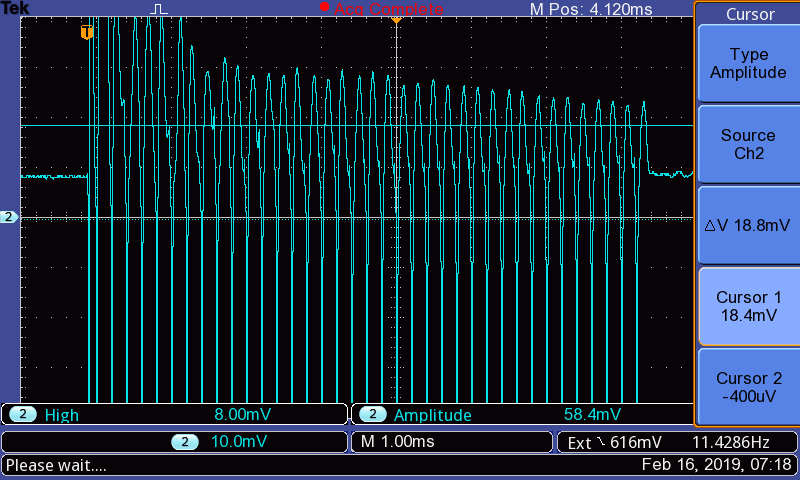 Tek
Acq Complete
M Pos: 4.120ms
T
2
Cursor
Type
Amplitude
Source
Ch2
△V 18.8mV
Cursor 1
18.4mV
Cursor 2
-400uV
2 High 8.00mV
2 Amplitude 58.4mV
2 10.0mV
M 1.00ms
Ext 616mV 11.4286Hz
Please wait....
Feb 16, 2019, 07:18